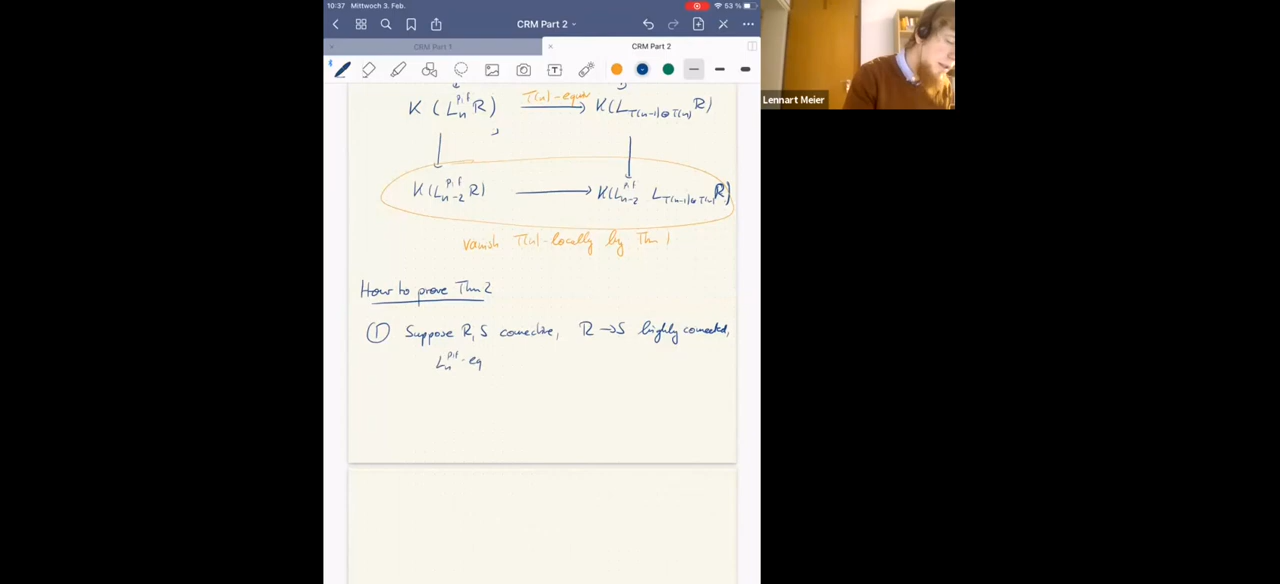 10:37 Mittwoch 3. Feb.
53 %
CRM Part 2
CRM Part 1
CRM Part 2
Lennart Meier
K(L_n^{p,f} R) T(n)-equiv K(L_{T(n-1)⊕T(n)} R)
K(L_{n-2}^{p,f} R) → K(L_{n-2}^{p,f} L_{T(n-1)⊕T(n)} R)
vanish T(n)-locally by Thm 1
How to prove Thm 2
① Suppose R, S connective, R → S highly connected,
L_n^{p,f}-eq